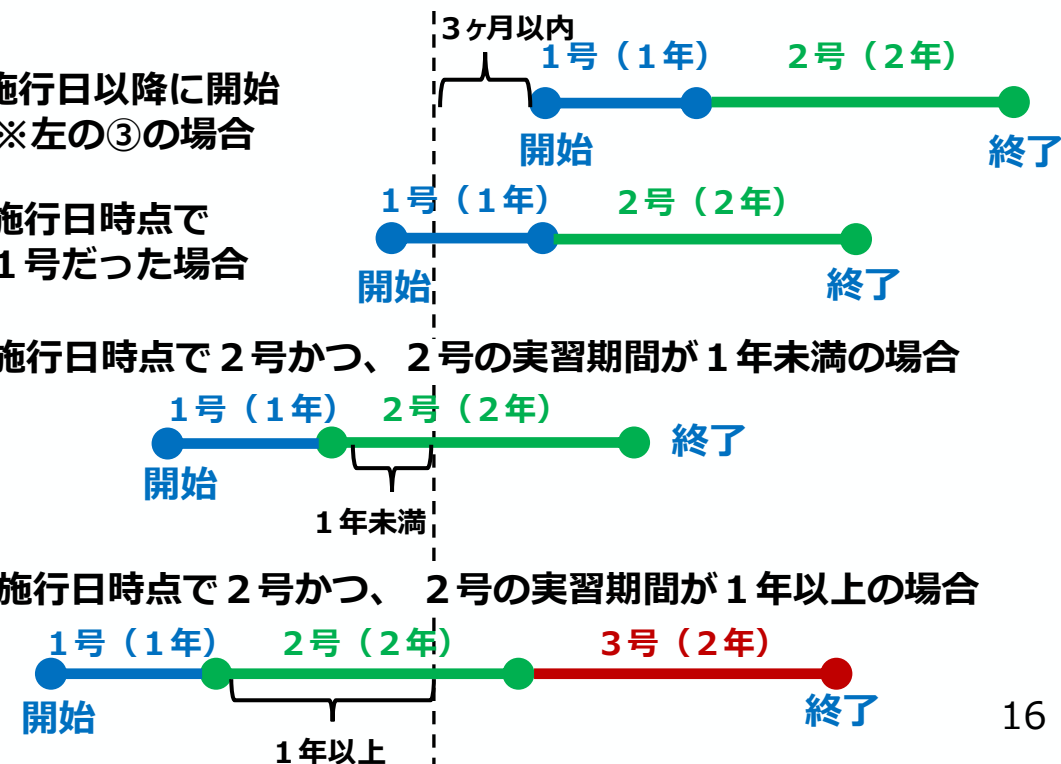 ３ヶ月以内
１号（１年）　２号（２年）
施行日以降に開始
※左の③の場合
開始　終了
１号（１年）　２号（２年）
施行日時点で
１号だった場合
開始　終了
施行日時点で２号かつ、２号の実習期間が１年未満の場合
１号（１年）　２号（２年）
終了
開始
１年未満
施行日時点で２号かつ、 ２号の実習期間が１年以上の場合
１号（１年）　２号（２年）　３号（２年）
開始　終了
16
１年以上